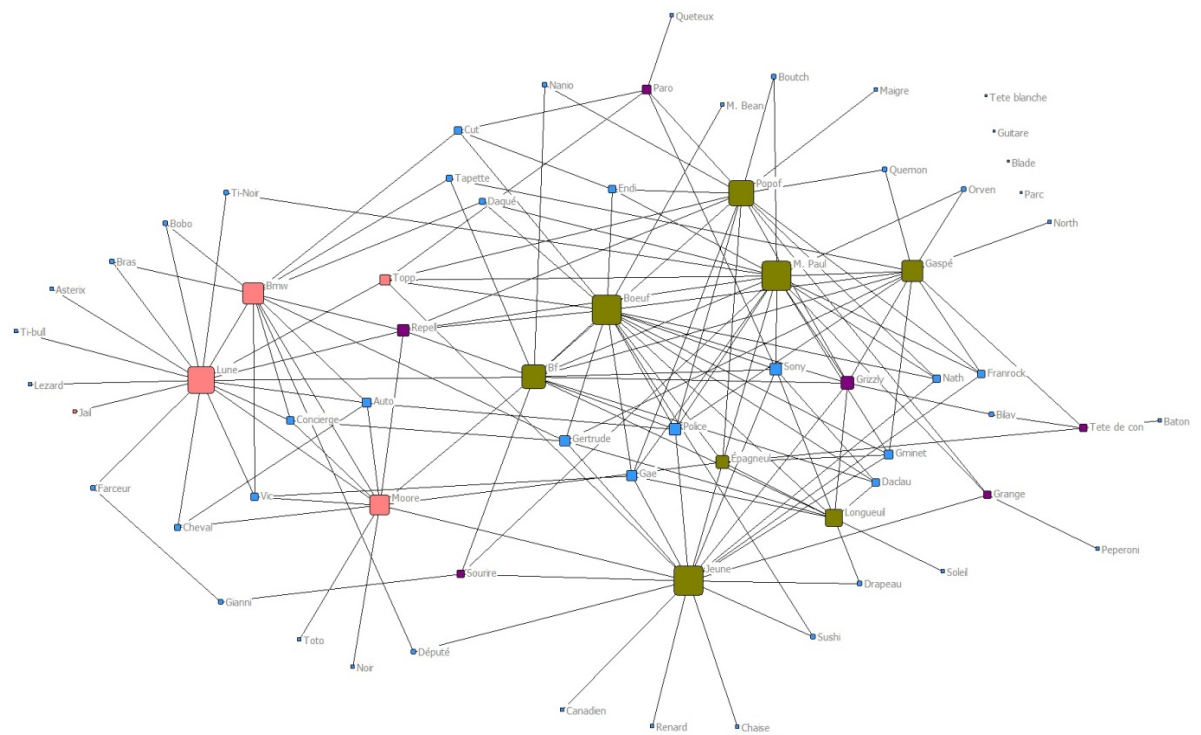 Queteux
Nanio
Paro
Boutch
Maigre
Tete blanche
M. Bean
Cut
Guitare
Blade
Tapette
Quemon
Ti-Noir
Daqué
Endi
Popof
Orven
Parc
Bobo
North
Bras
Bmw
Topp
M. Paul
Gaspé
Asterix
Boeuf
Ti-bull
Repell
Lune
Bf
Sony
Grizzly
Nath
Franrock
Lezard
Jail
Auto
Concierge
Police
Bilav
Tete de con
Baton
Gertrude
Épagneul
Gminet
Farceur
Vic
Moore
Gae
Daclau
Grange
Cheval
Longueuil
Peperoni
Sourire
Jeune
Soleil
Drapeau
Gianni
Toto
Député
Sushi
Noir
Canadien
Renard
Chaise